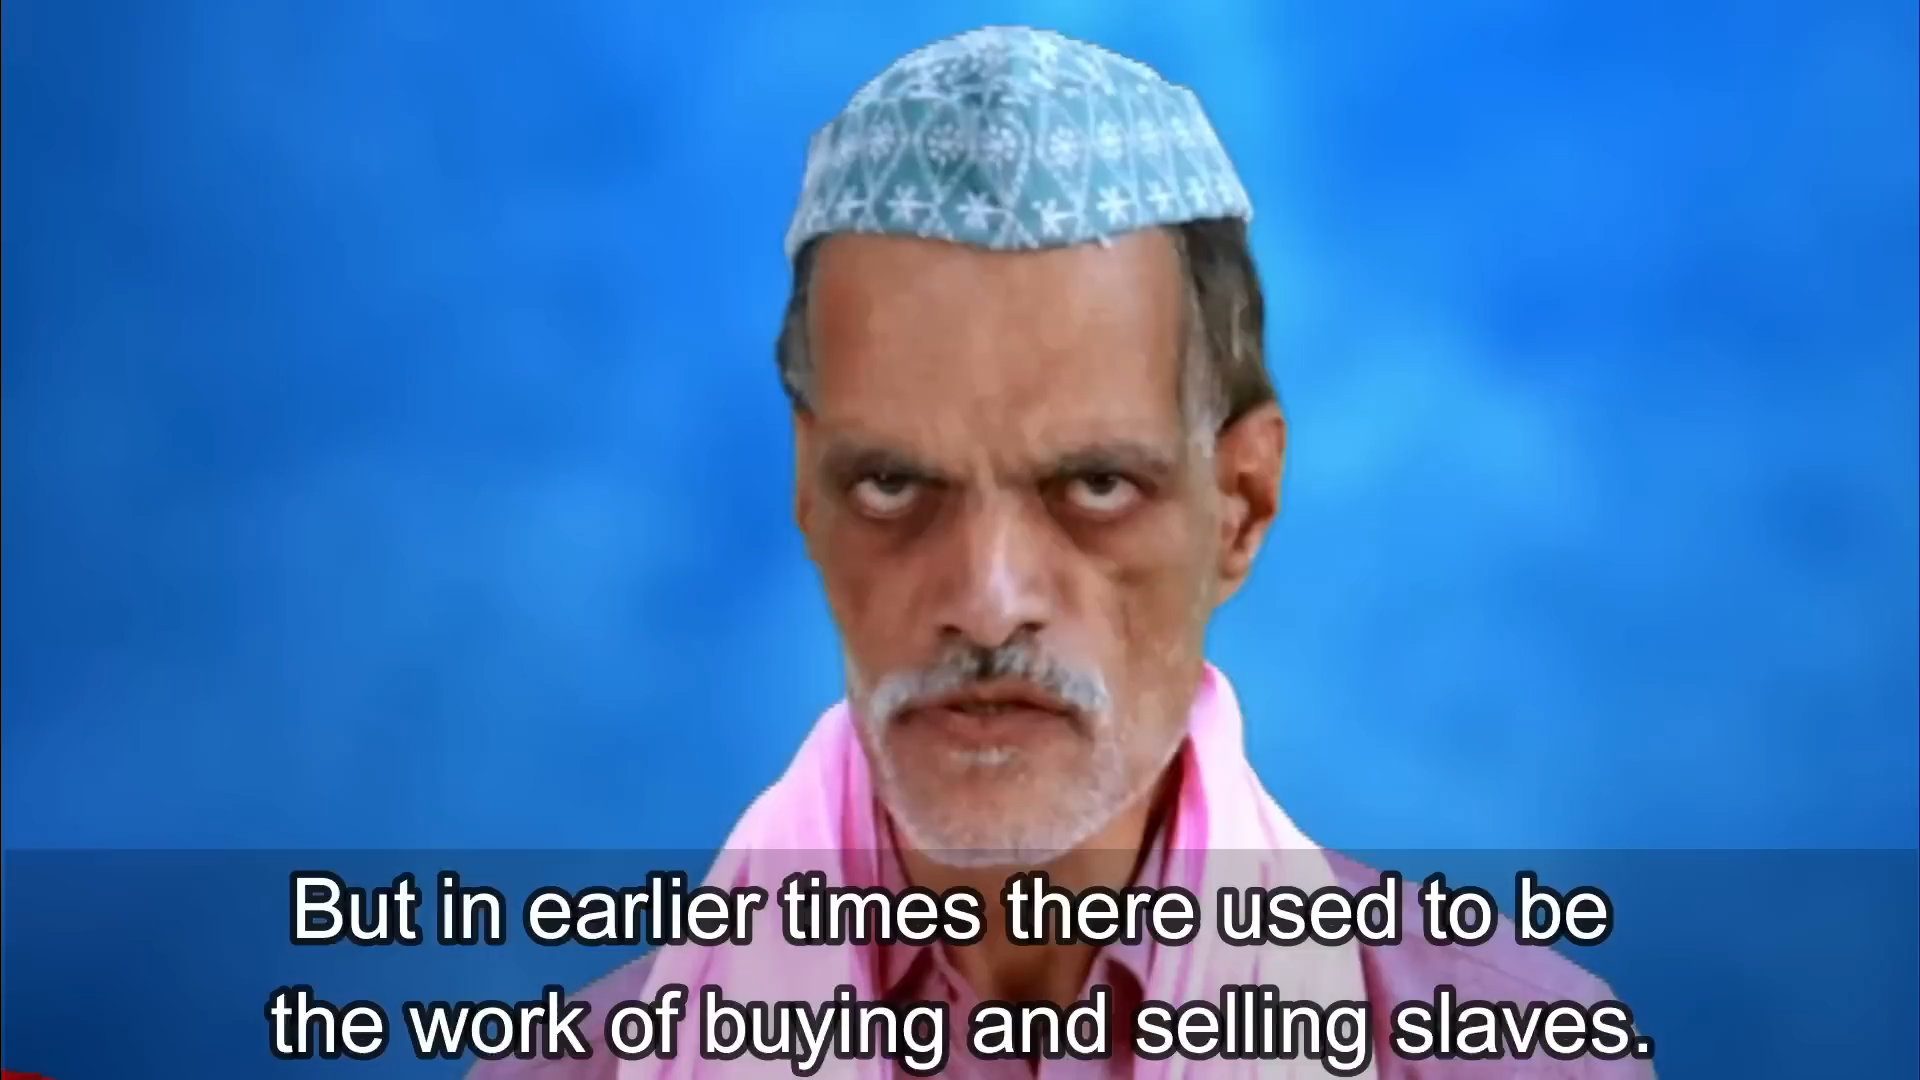 But in earlier times there used to be
the work of buying and selling slaves.